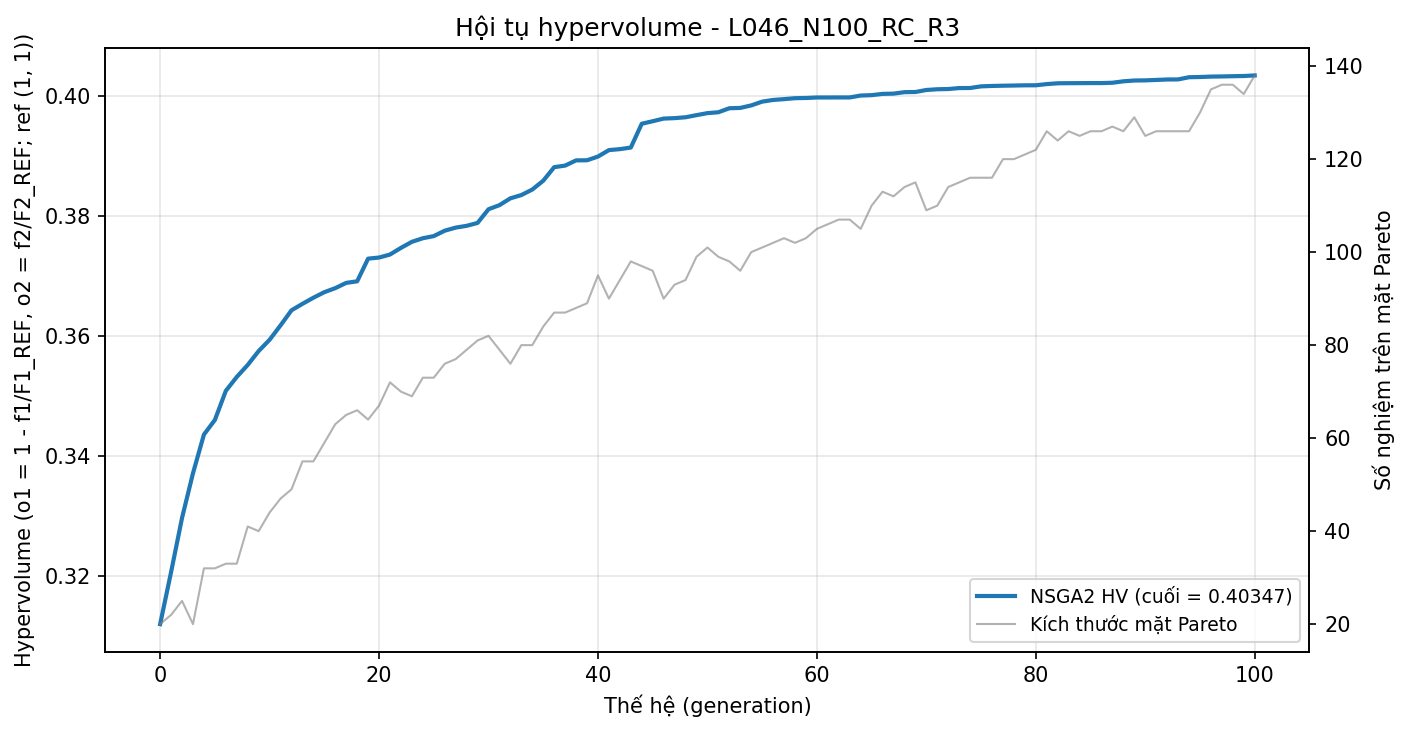 Hội tụ hypervolume - L046_N100_RC_R3
Hypervolume (o1 = 1 - f1/F1_REF, o2 = f2/F2_REF; ref (1, 1))
0.40
0.38
0.36
0.34
0.32
140
120
100
80
60
40
20
Số nghiệm trên mặt Pareto
NSGA2 HV (cuối = 0.40347)
Kích thước mặt Pareto
0 20 40 60 80 100
Thế hệ (generation)